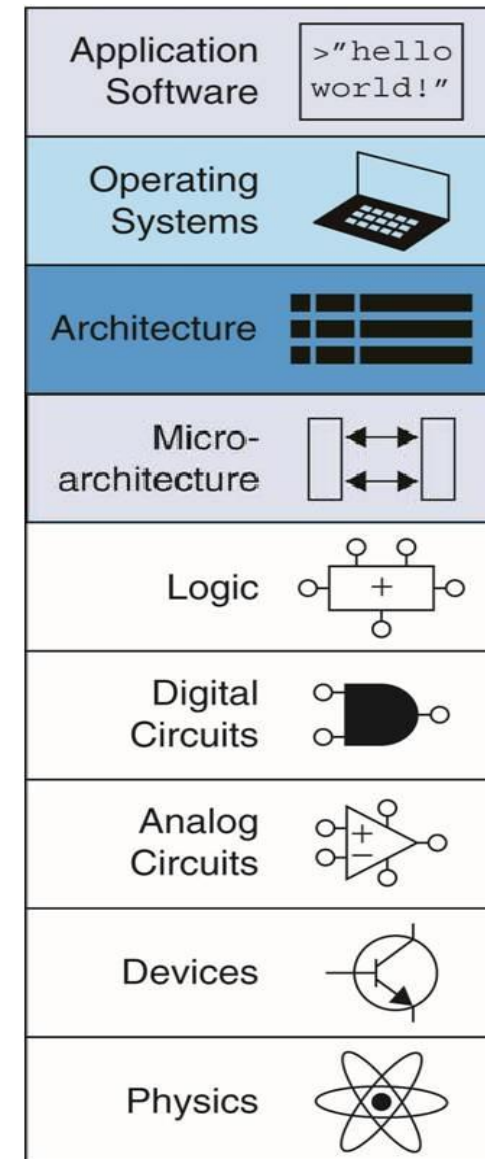 Application
Software
>"hello
world!"
Operating
Systems
Architecture
Micro-
architecture
Logic
+
Digital
Circuits
Analog
Circuits
+
−
Devices
Physics